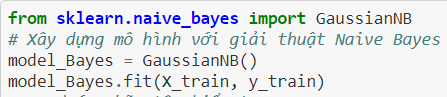 from sklearn.naive_bayes import GaussianNB
# Xây dựng mô hình với giải thuật Naive Bayes
model_Bayes = GaussianNB()
model_Bayes.fit(X_train, y_train)